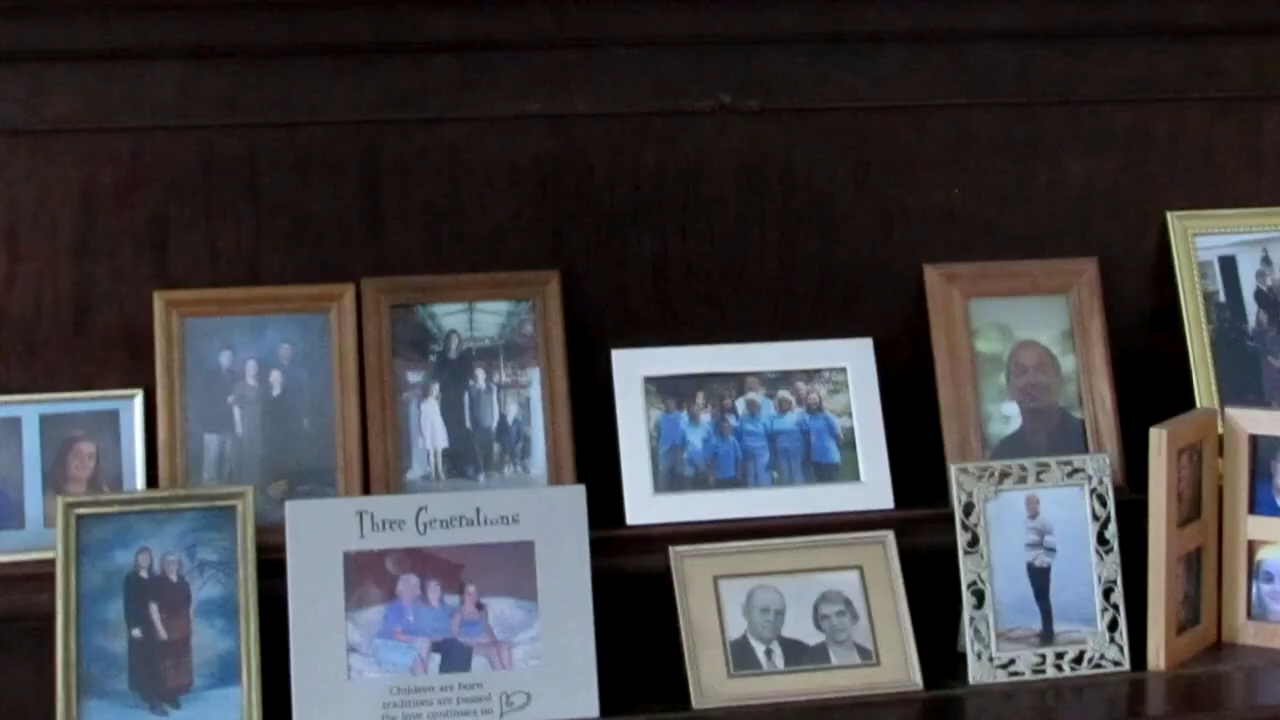 Three Generations
Children are born
traditions are passed
the love continues on